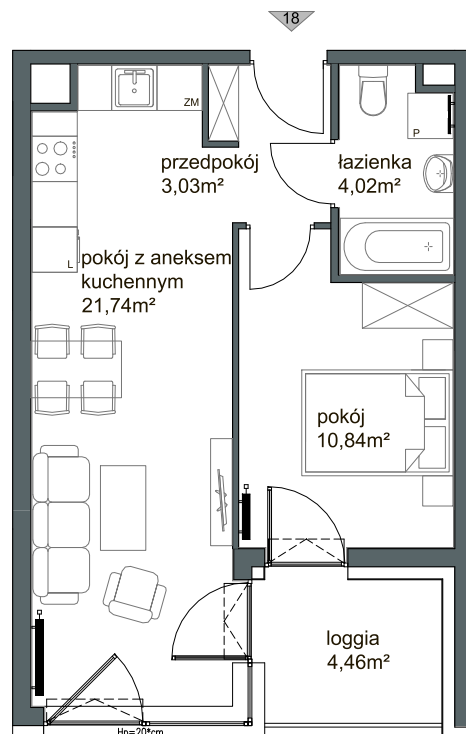 18
ZM
P
przedpokój
3,03m²
łazienka
4,02m²
L
pokój z aneksem
kuchennym
21,74m²
pokój
10,84m²
loggia
4,46m²
Hp=20*cm